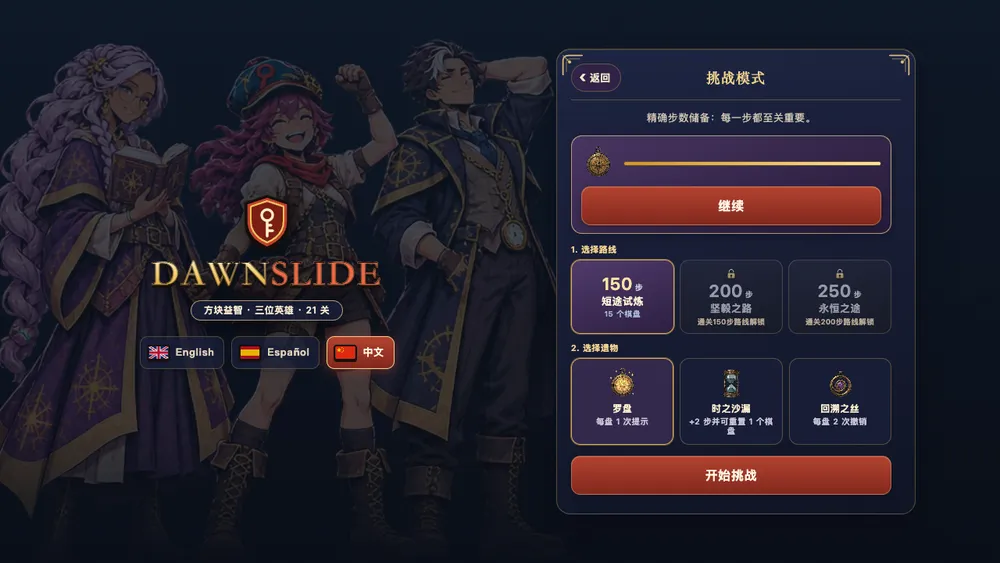 DAWNSLIDE
方块益智 · 三位英雄 · 21 关
English
Español
中文
返回
挑战模式
精确步数储备：每一步都至关重要。
继续
1. 选择路线
150 步
短途试炼
15 个棋盘
200 步
坚毅之路
通关150步路线解锁
250 步
永恒之途
通关200步路线解锁
2. 选择遗物
罗盘
每盘 1 次提示
时之沙漏
+2 步并可重置 1 个棋
盘
回溯之丝
每盘 2 次撤销
开始挑战